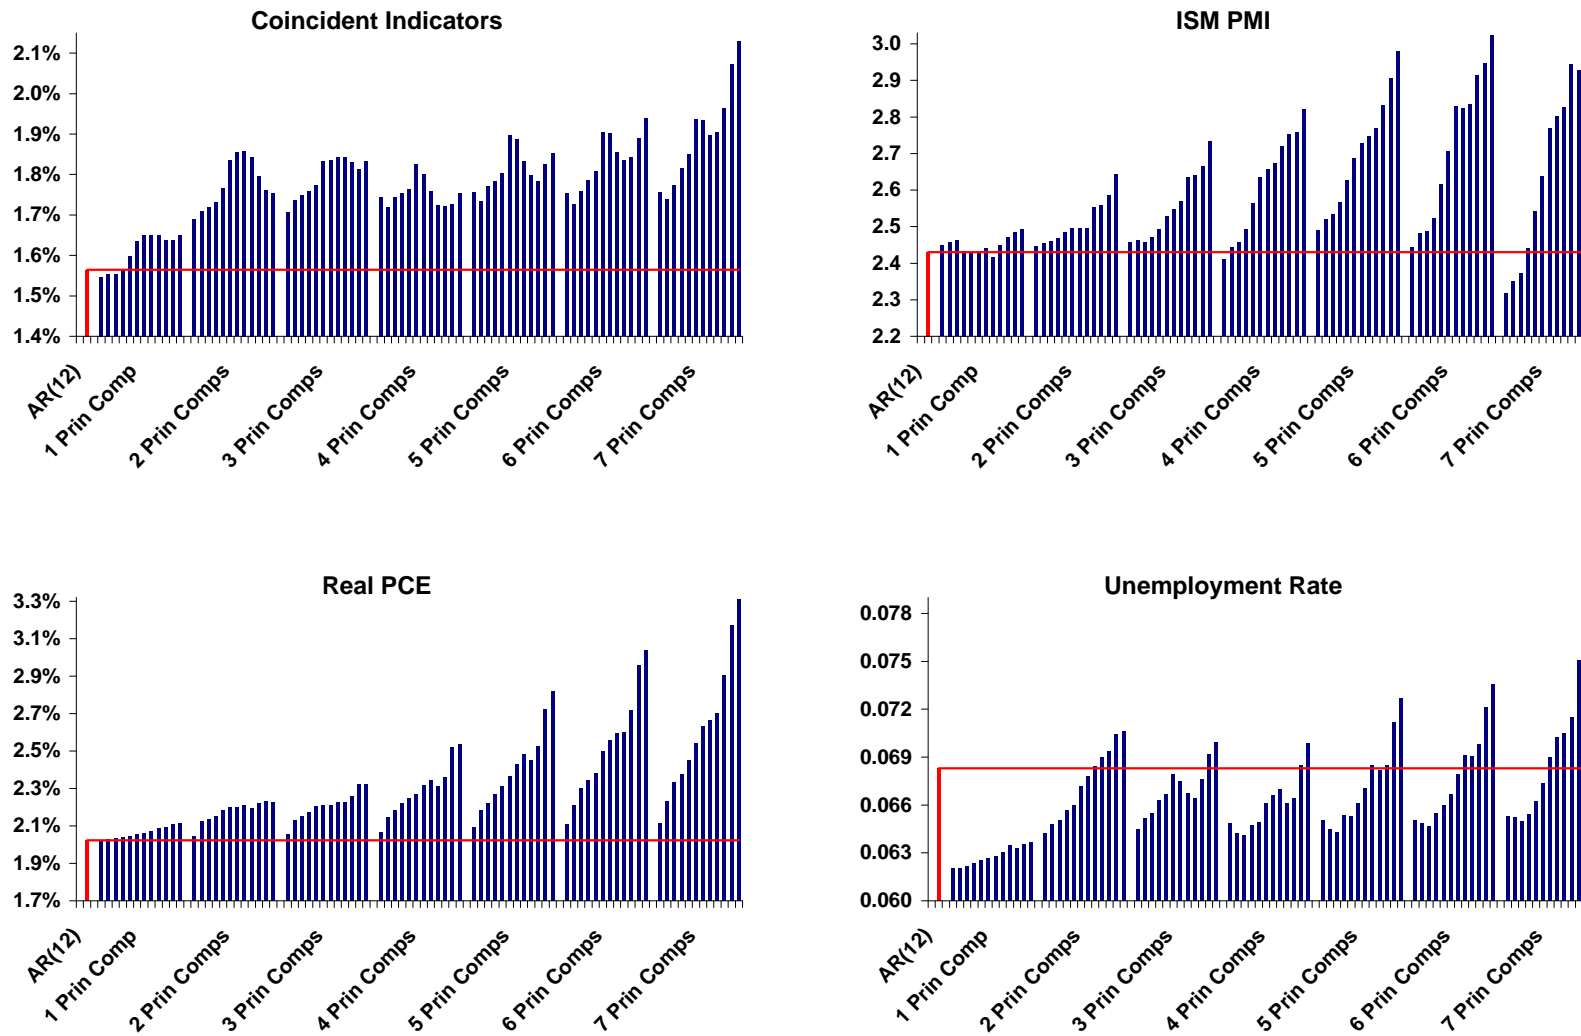 Coincident Indicators
2.1%
2.0%
1.9%
1.8%
1.7%
1.6%
1.5%
1.4%
AR(12)
1 Prin Comp
2 Prin Comps
3 Prin Comps
4 Prin Comps
5 Prin Comps
6 Prin Comps
7 Prin Comps
ISM PMI
3.0
2.9
2.8
2.7
2.6
2.5
2.4
2.3
2.2
AR(12)
1 Prin Comp
2 Prin Comps
3 Prin Comps
4 Prin Comps
5 Prin Comps
6 Prin Comps
7 Prin Comps
Real PCE
3.3%
3.1%
2.9%
2.7%
2.5%
2.3%
2.1%
1.9%
1.7%
AR(12)
1 Prin Comp
2 Prin Comps
3 Prin Comps
4 Prin Comps
5 Prin Comps
6 Prin Comps
7 Prin Comps
Unemployment Rate
0.078
0.075
0.072
0.069
0.066
0.063
0.060
AR(12)
1 Prin Comp
2 Prin Comps
3 Prin Comps
4 Prin Comps
5 Prin Comps
6 Prin Comps
7 Prin Comps